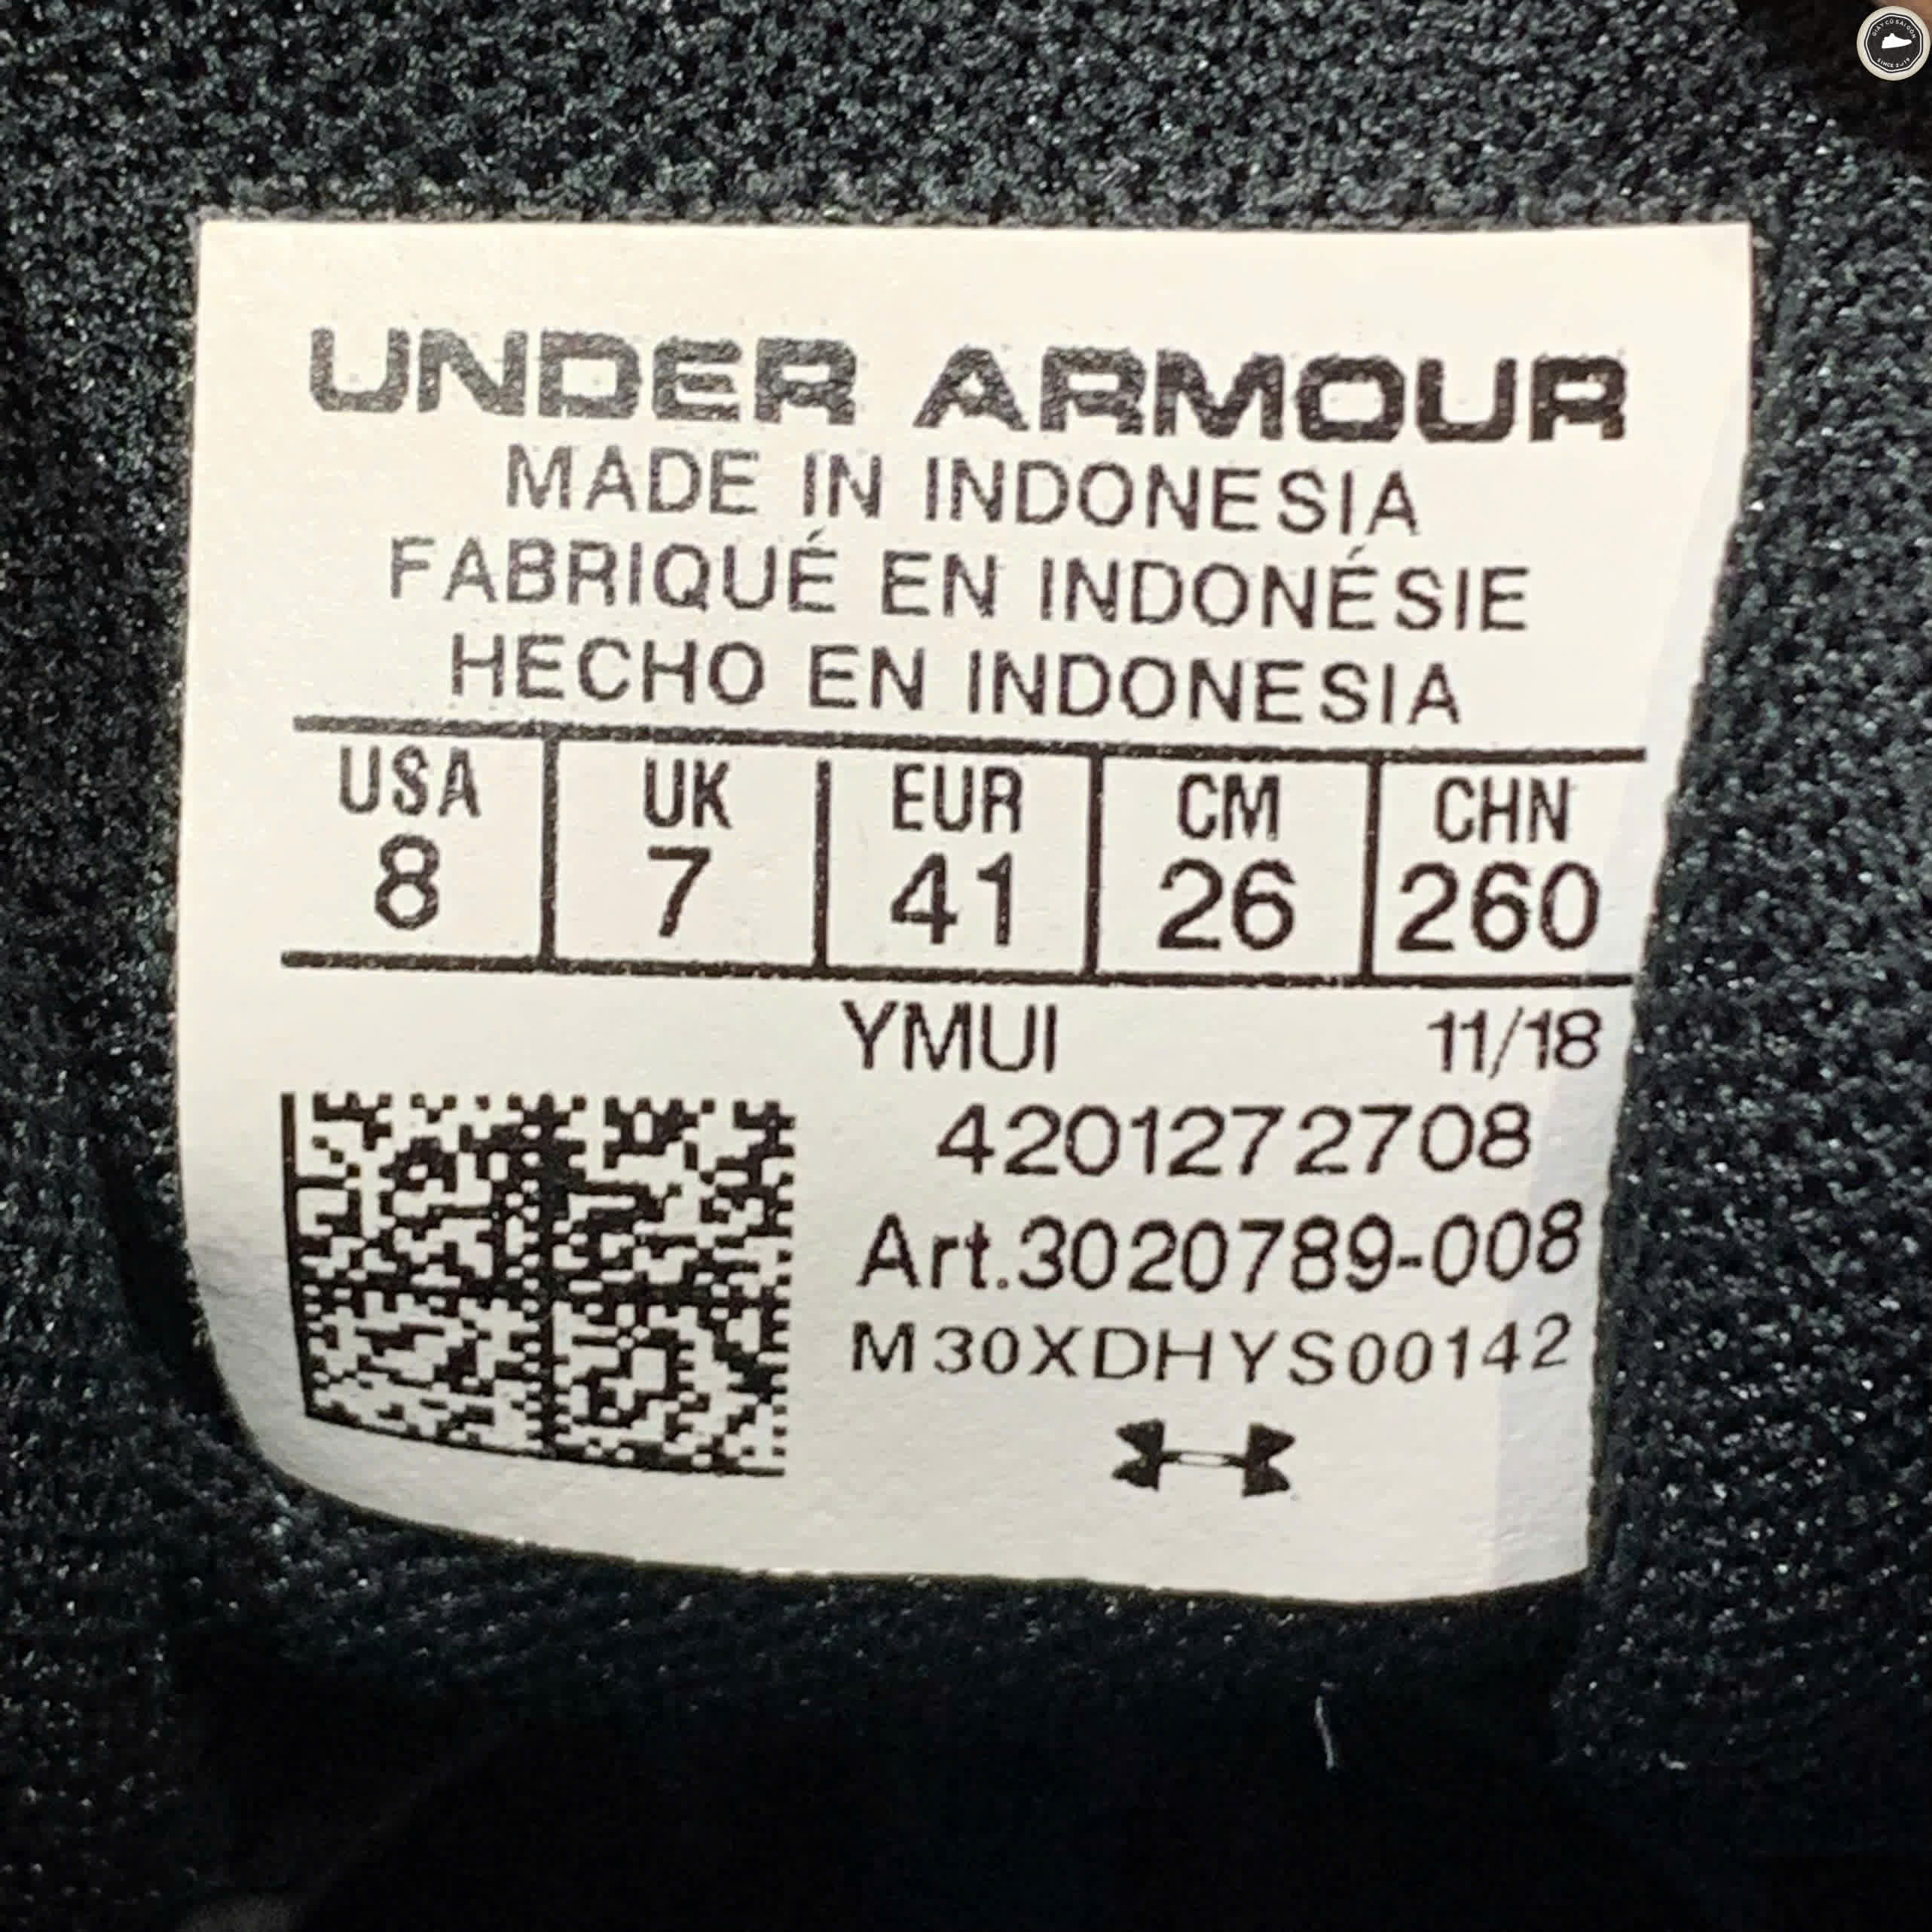 UNDER ARMOUR
MADE IN INDONESIA
FABRIQUÉ EN INDONÉSIE
HECHO EN INDONESIA
USA UK EUR CM CHN
8 7 41 26 260
YMUI 11/18
4201272708
Art.3020789-008
M30XDHYS00142